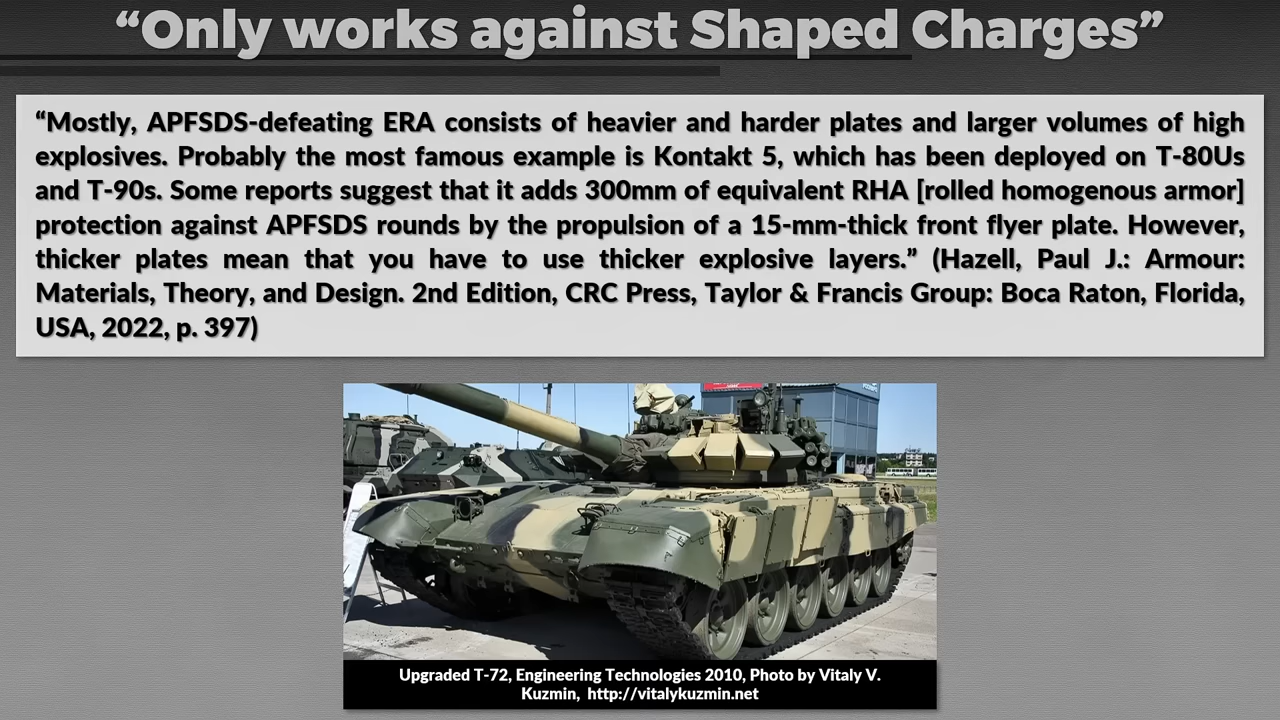 “Only works against Shaped Charges”
“Mostly, APFSDS-defeating ERA consists of heavier and harder plates and larger volumes of high
explosives. Probably the most famous example is Kontakt 5, which has been deployed on T-80Us
and T-90s. Some reports suggest that it adds 300mm of equivalent RHA [rolled homogenous armor]
protection against APFSDS rounds by the propulsion of a 15-mm-thick front flyer plate. However,
thicker plates mean that you have to use thicker explosive layers.” (Hazell, Paul J.: Armour:
Materials, Theory, and Design. 2nd Edition, CRC Press, Taylor & Francis Group: Boca Raton, Florida,
USA, 2022, p. 397)
Upgraded T-72, Engineering Technologies 2010, Photo by Vitaly V.
Kuzmin, http://vitalykuzmin.net